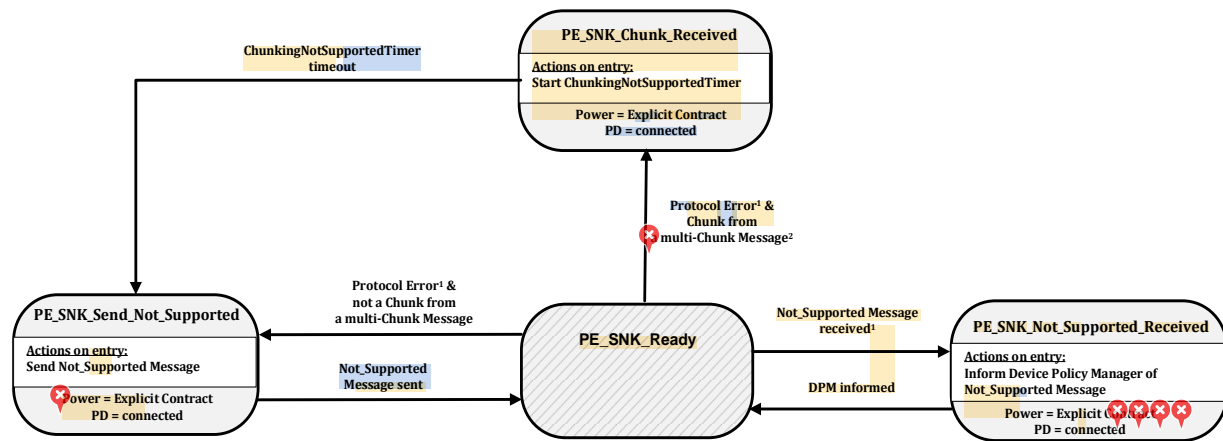 PE_SNK_Chunk_Received
ChunkingNotSupportedTimer
timeout
Actions on entry:
Start ChunkingNotSupportedTimer
Power = Explicit Contract
PD = connected
Protocol Error¹ &
Chunk from
a multi-Chunk Message²
PE_SNK_Send_Not_Supported
Actions on entry:
Send Not_Supported Message
Power = Explicit Contract
PD = connected
Protocol Error¹ &
not a Chunk from
a multi-Chunk Message
Not_Supported
Message sent
PE_SNK_Ready
Not_Supported Message
received¹
DPM informed
PE_SNK_Not_Supported_Received
Actions on entry:
Inform Device Policy Manager of
Not_Supported Message
Power = Explicit Contract
PD = connected